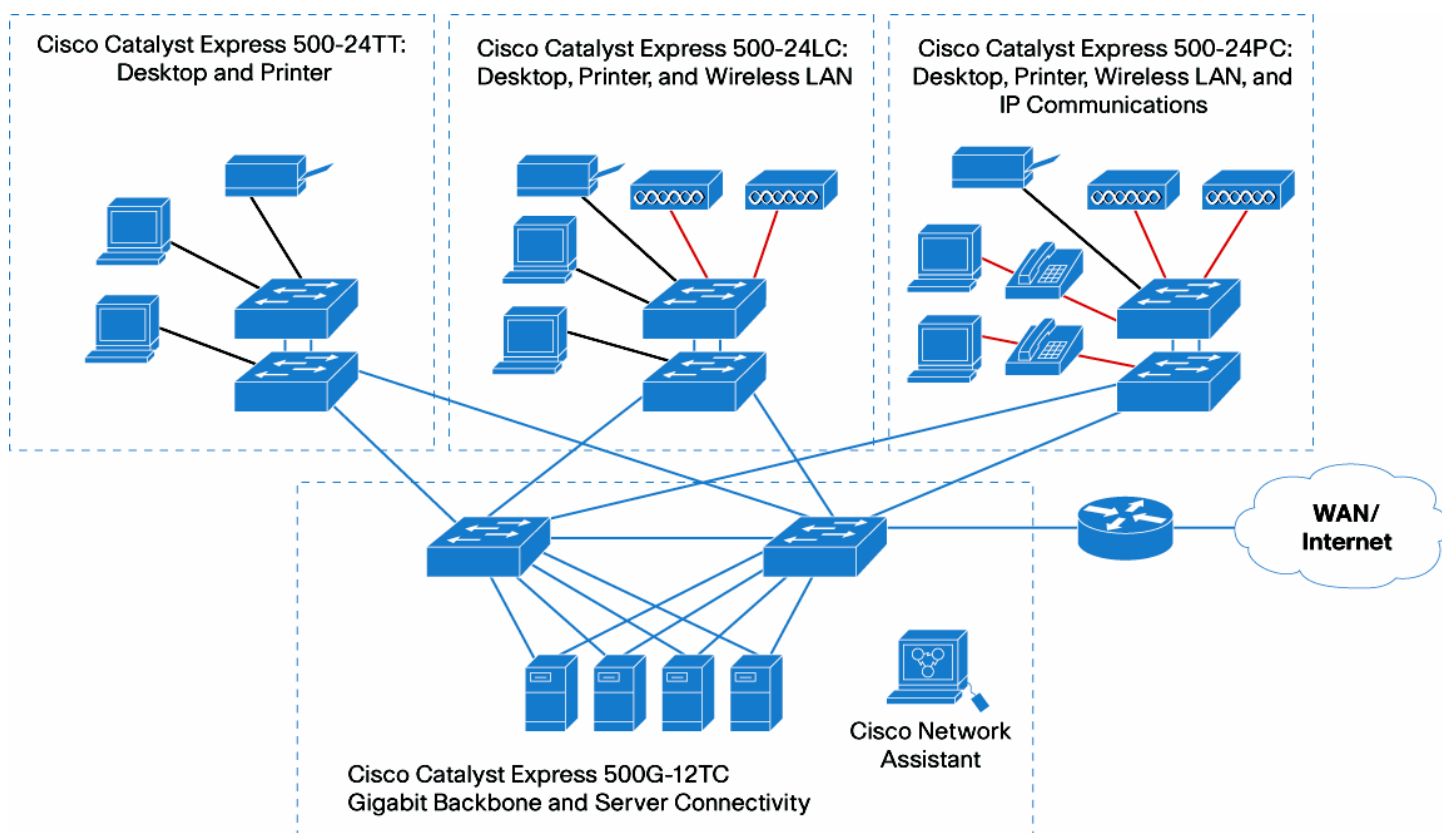 Cisco Catalyst Express 500-24TT:
Desktop and Printer
Cisco Catalyst Express 500-24LC:
Desktop, Printer, and Wireless LAN
Cisco Catalyst Express 500-24PC:
Desktop, Printer, Wireless LAN, and
IP Communications
WAN/
Internet
Cisco Network
Assistant
Cisco Catalyst Express 500G-12TC
Gigabit Backbone and Server Connectivity